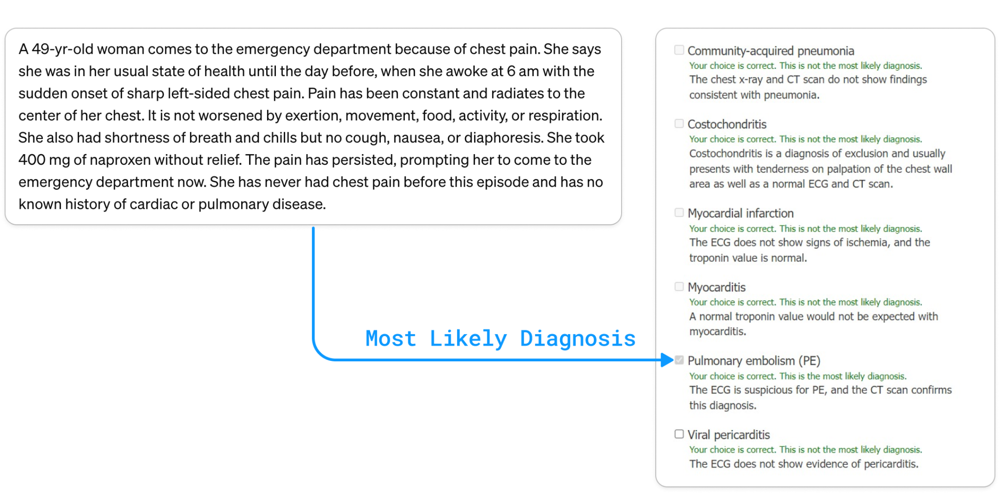 A 49-yr-old woman comes to the emergency department because of chest pain. She says
she was in her usual state of health until the day before, when she awoke at 6 am with the
sudden onset of sharp left-sided chest pain. Pain has been constant and radiates to the
center of her chest. It is not worsened by exertion, movement, food, activity, or respiration.
She also had shortness of breath and chills but no cough, nausea, or diaphoresis. She took
400 mg of naproxen without relief. The pain has persisted, prompting her to come to the
emergency department now. She has never had chest pain before this episode and has no
known history of cardiac or pulmonary disease.
Most Likely Diagnosis
Community-acquired pneumonia
Your choice is correct. This is not the most likely diagnosis.
The chest x-ray and CT scan do not show findings
consistent with pneumonia.
Costochondritis
Your choice is correct. This is not the most likely diagnosis.
Costochondritis is a diagnosis of exclusion and usually
presents with tenderness on palpation of the chest wall
area as well as a normal ECG and CT scan.
Myocardial infarction
Your choice is correct. This is not the most likely diagnosis.
The ECG does not show signs of ischemia, and the
troponin value is normal.
Myocarditis
Your choice is correct. This is not the most likely diagnosis.
A normal troponin value would not be expected with
myocarditis.
Pulmonary embolism (PE)
Your choice is correct. This is the most likely diagnosis.
The ECG is suspicious for PE, and the CT scan confirms
this diagnosis.
Viral pericarditis
Your choice is correct. This is not the most likely diagnosis.
The ECG does not show evidence of pericarditis.